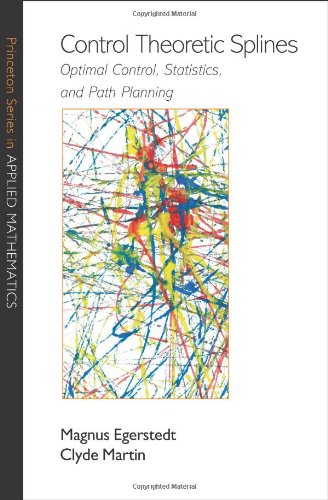 Control Theoretic Splines
Optimal Control, Statistics,
and Path Planning
Princeton Series in APPLIED MATHEMATICS
Magnus Egerstedt
Clyde Martin